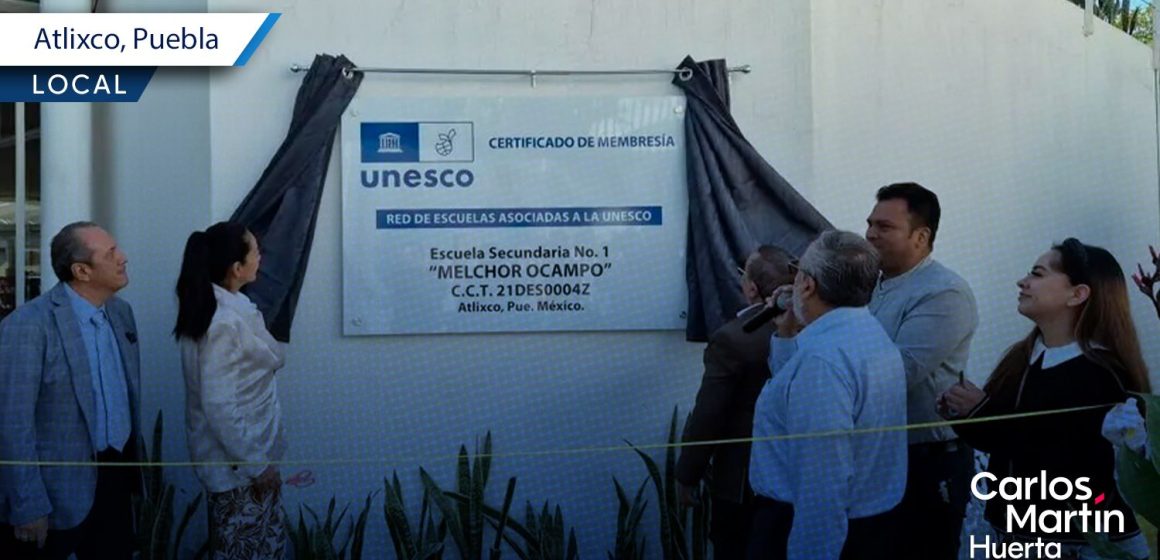 Atlixco, Puebla
LOCAL
unesco
CERTIFICADO DE MEMBRESÍA
RED DE ESCUELAS ASOCIADAS A LA UNESCO
Escuela Secundaria No. 1
“MELCHOR OCAMPO”
C.C.T. 21DES0004Z
Atlixco, Pue. México.
Carlos
Martín
Huerta